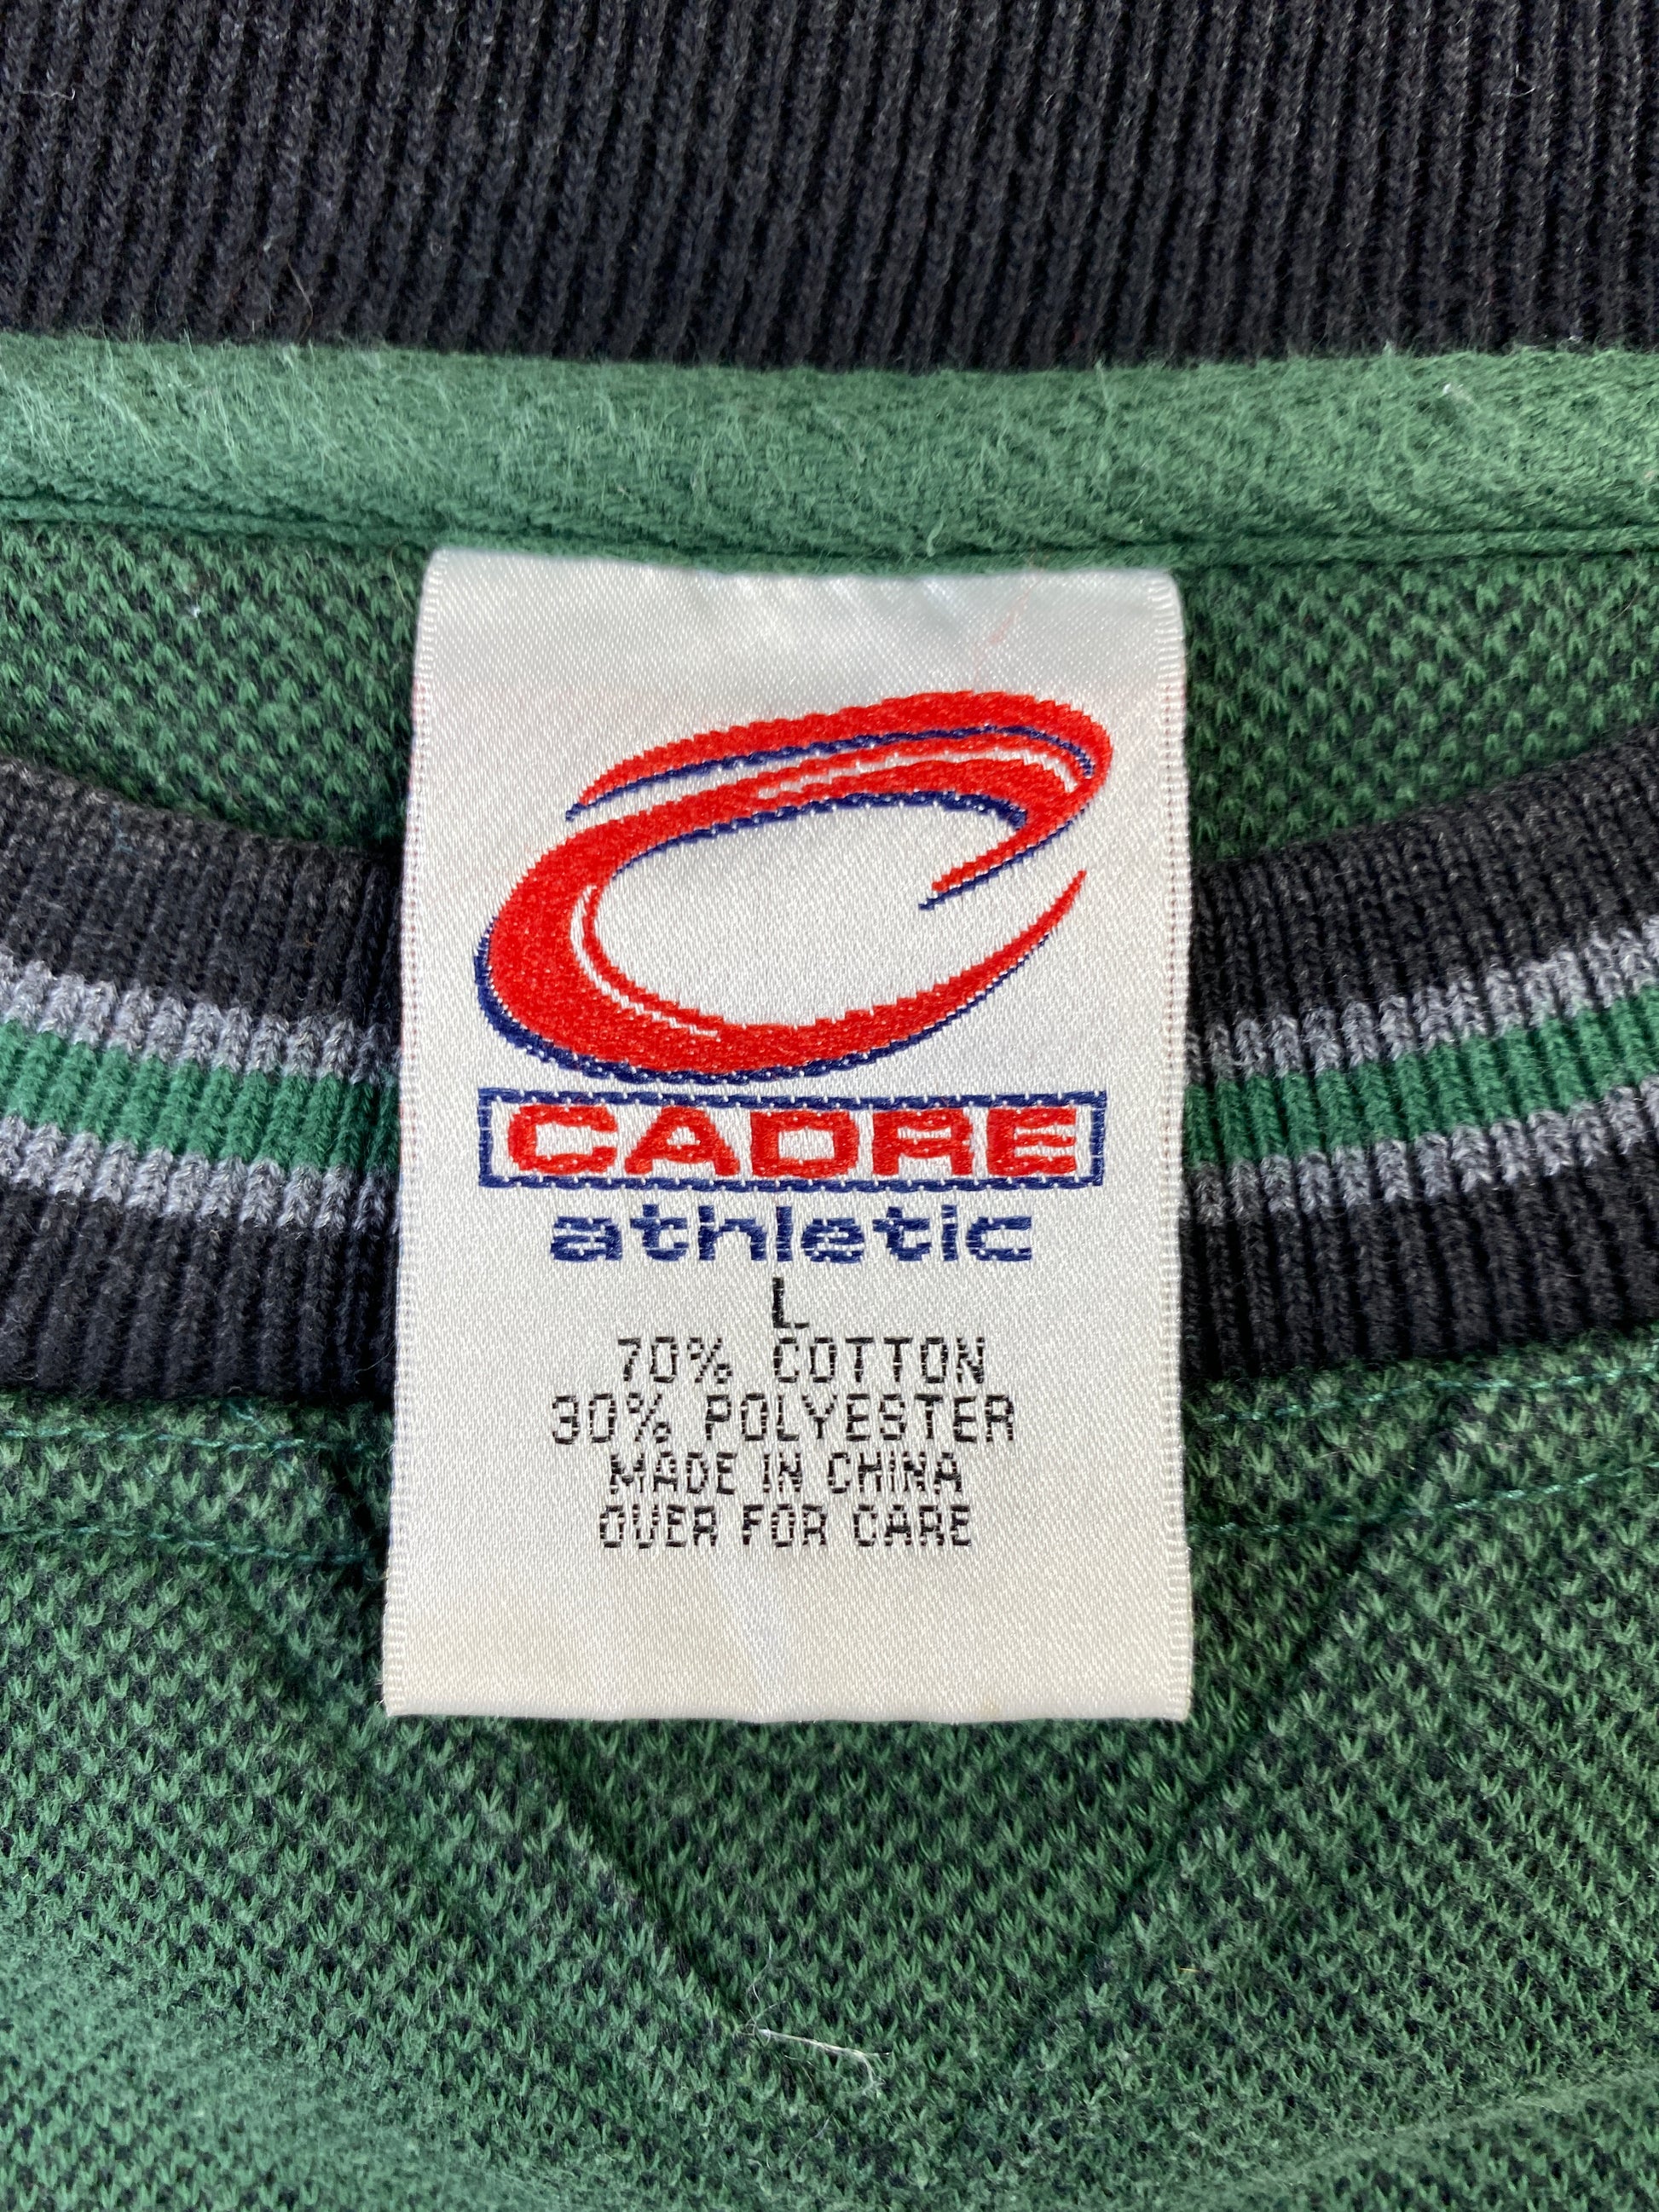 CADRE
athletic
L
70% COTTON
30% POLYESTER
MADE IN CHINA
OVER FOR CARE